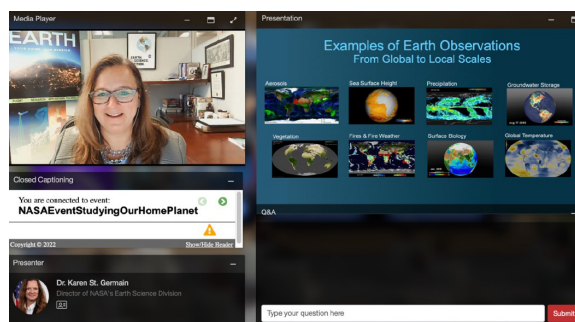 Media Player
EARTH
Closed Captioning
You are connected to event:
NASAEventStudyingOurHomePlanet
Copyright © 2022
Show/Hide Header
Presenter
Dr. Karen St. Germain
Director of NASA's Earth Science Division
Presentation
Examples of Earth Observations
From Global to Local Scales
Aerosols
Sea Surface Height
Precipitation
Groundwater Storage
Vegetation
Fires & Fire Weather
Surface Biology
Global Temperature
Q&A
Type your question here
Submit